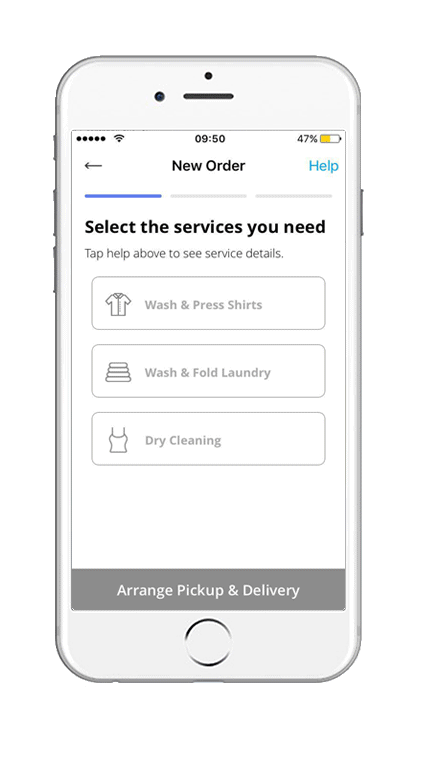 09:50
47%
New Order
Help
Select the services you need
Tap help above to see service details.
Wash & Press Shirts
Wash & Fold Laundry
Dry Cleaning
Arrange Pickup & Delivery